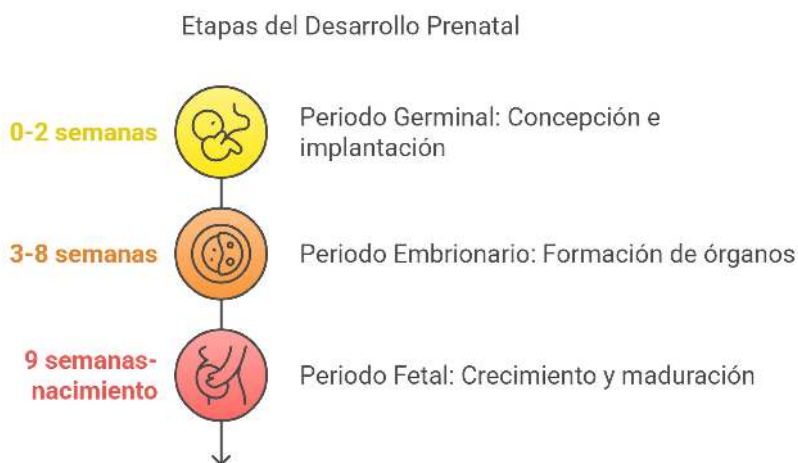 Etapas del Desarrollo Prenatal
0-2 semanas
Periodo Germinal: Concepción e
implantación
3-8 semanas
Periodo Embrionario: Formación de órganos
9 semanas-
nacimiento
Periodo Fetal: Crecimiento y maduración